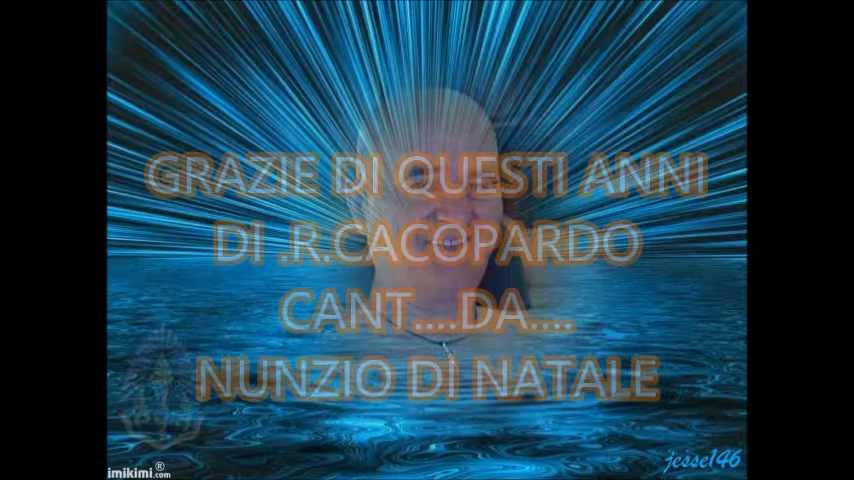 GRAZIE DI QUESTI ANNI
DI .R.CACOPARDO
CANT....DA....
NUNZIO DI NATALE
imikimi®.com
jesse146